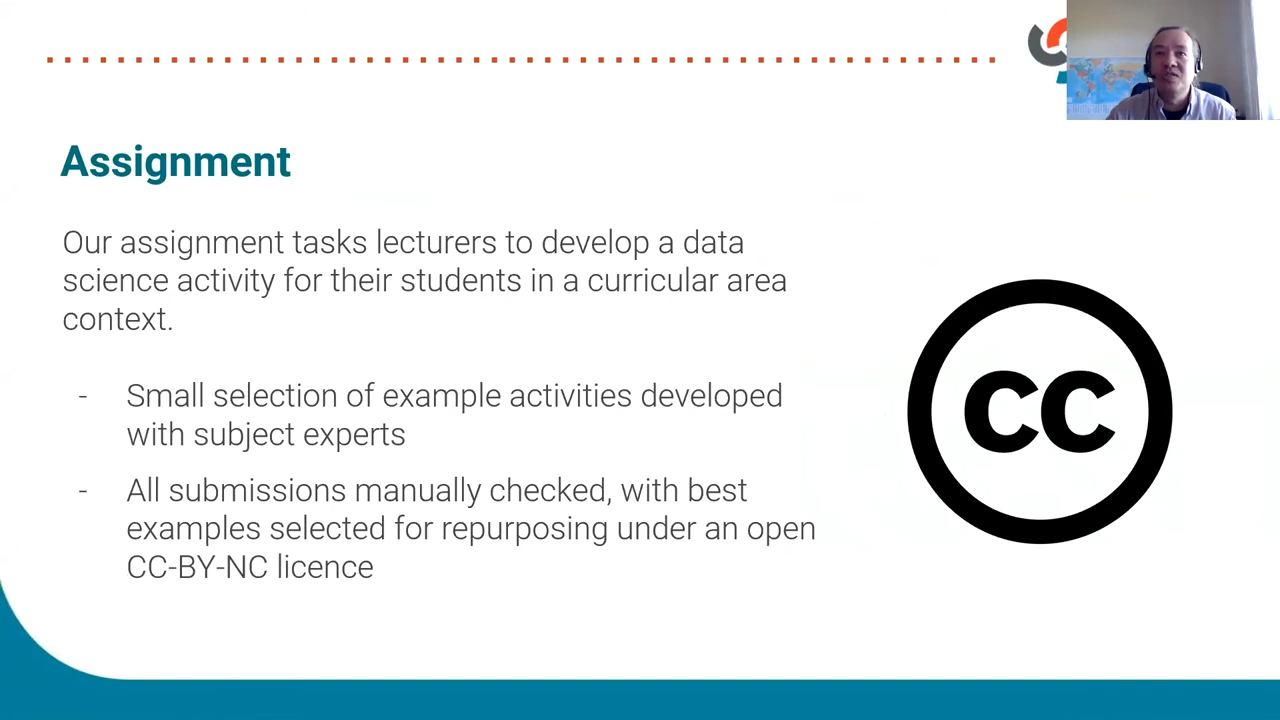 Assignment
Our assignment tasks lecturers to develop a data
science activity for their students in a curricular area
context.
- Small selection of example activities developed
with subject experts
- All submissions manually checked, with best
examples selected for repurposing under an open
CC-BY-NC licence
cc